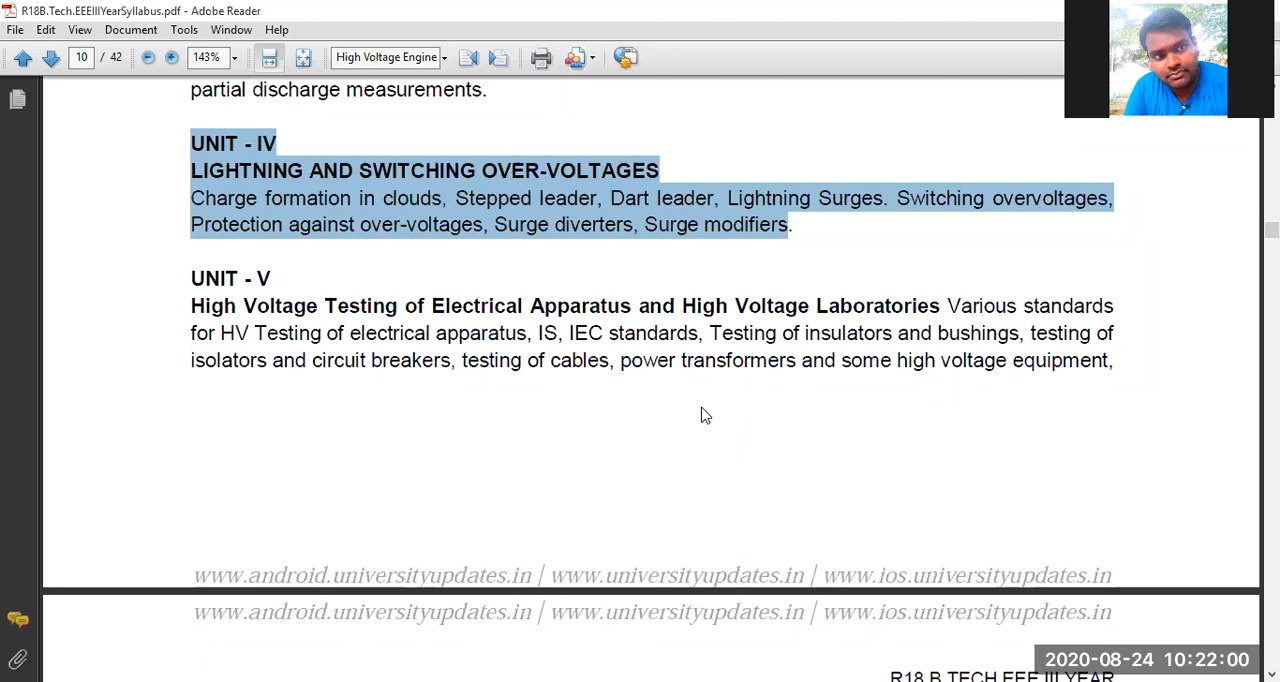 R18B.Tech.EEEIIIYearSyllabus.pdf - Adobe Reader
File Edit View Document Tools Window Help
10 / 42 143% High Voltage Engine
partial discharge measurements.
UNIT - IV
LIGHTNING AND SWITCHING OVER-VOLTAGES
Charge formation in clouds, Stepped leader, Dart leader, Lightning Surges. Switching overvoltages,
Protection against over-voltages, Surge diverters, Surge modifiers.
UNIT - V
High Voltage Testing of Electrical Apparatus and High Voltage Laboratories Various standards
for HV Testing of electrical apparatus, IS, IEC standards, Testing of insulators and bushings, testing of
isolators and circuit breakers, testing of cables, power transformers and some high voltage equipment,
www.android.universityupdates.in | www.universityupdates.in | www.ios.universityupdates.in
www.android.universityupdates.in | www.universityupdates.in | www.ios.universityupdates.in
2020-08-24 10:22:00
R18 B.TECH EEE III YEAR